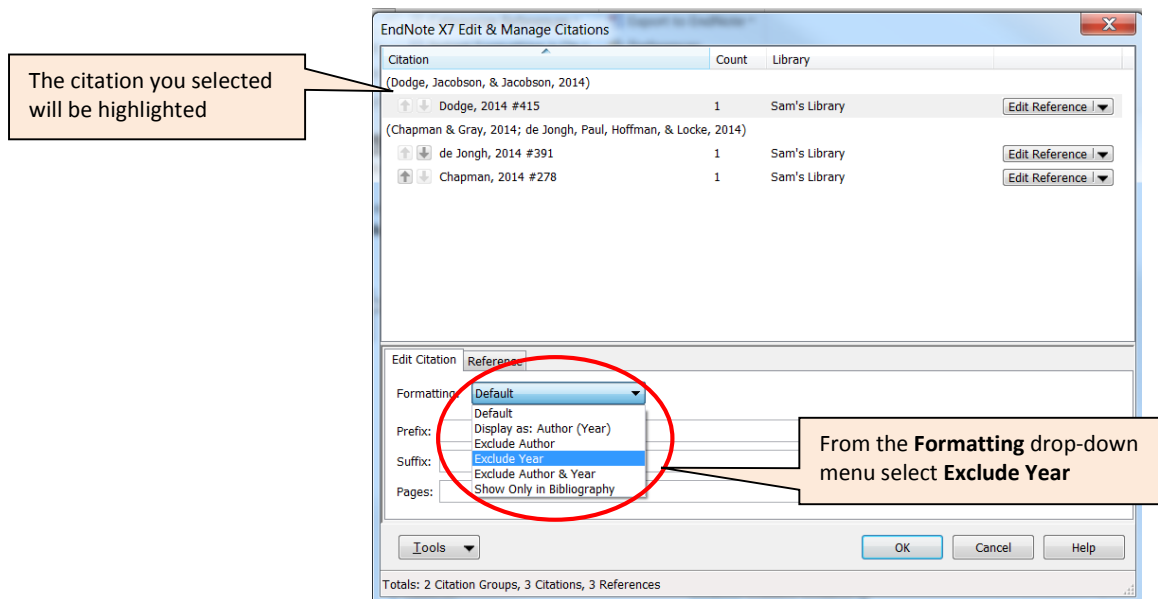 EndNote X7 Edit & Manage Citations
Citation Count Library
The citation you selected
will be highlighted
(Dodge, Jacobson, & Jacobson, 2014)
Dodge, 2014 #415 1 Sam's Library Edit Reference
(Chapman & Gray, 2014; de Jongh, Paul, Hoffman, & Locke, 2014)
de Jongh, 2014 #391 1 Sam's Library Edit Reference
Chapman, 2014 #278 1 Sam's Library Edit Reference
Edit Citation Reference
Formatting: Default
Default
Display as: Author (Year)
Prefix:
Exclude Author
Exclude Year
Suffix:
Exclude Author & Year
Show Only in Bibliography
Pages:
From the Formatting drop-down
menu select Exclude Year
Tools OK Cancel Help
Totals: 2 Citation Groups, 3 Citations, 3 References